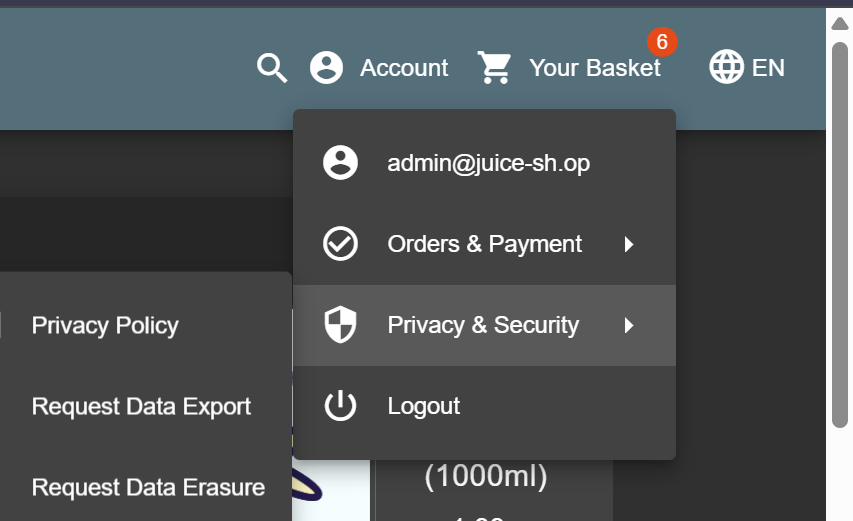 Account
Your Basket
6
EN
admin@juice-sh.op
Orders & Payment
Privacy & Security
Logout
Privacy Policy
Request Data Export
Request Data Erasure
(1000ml)